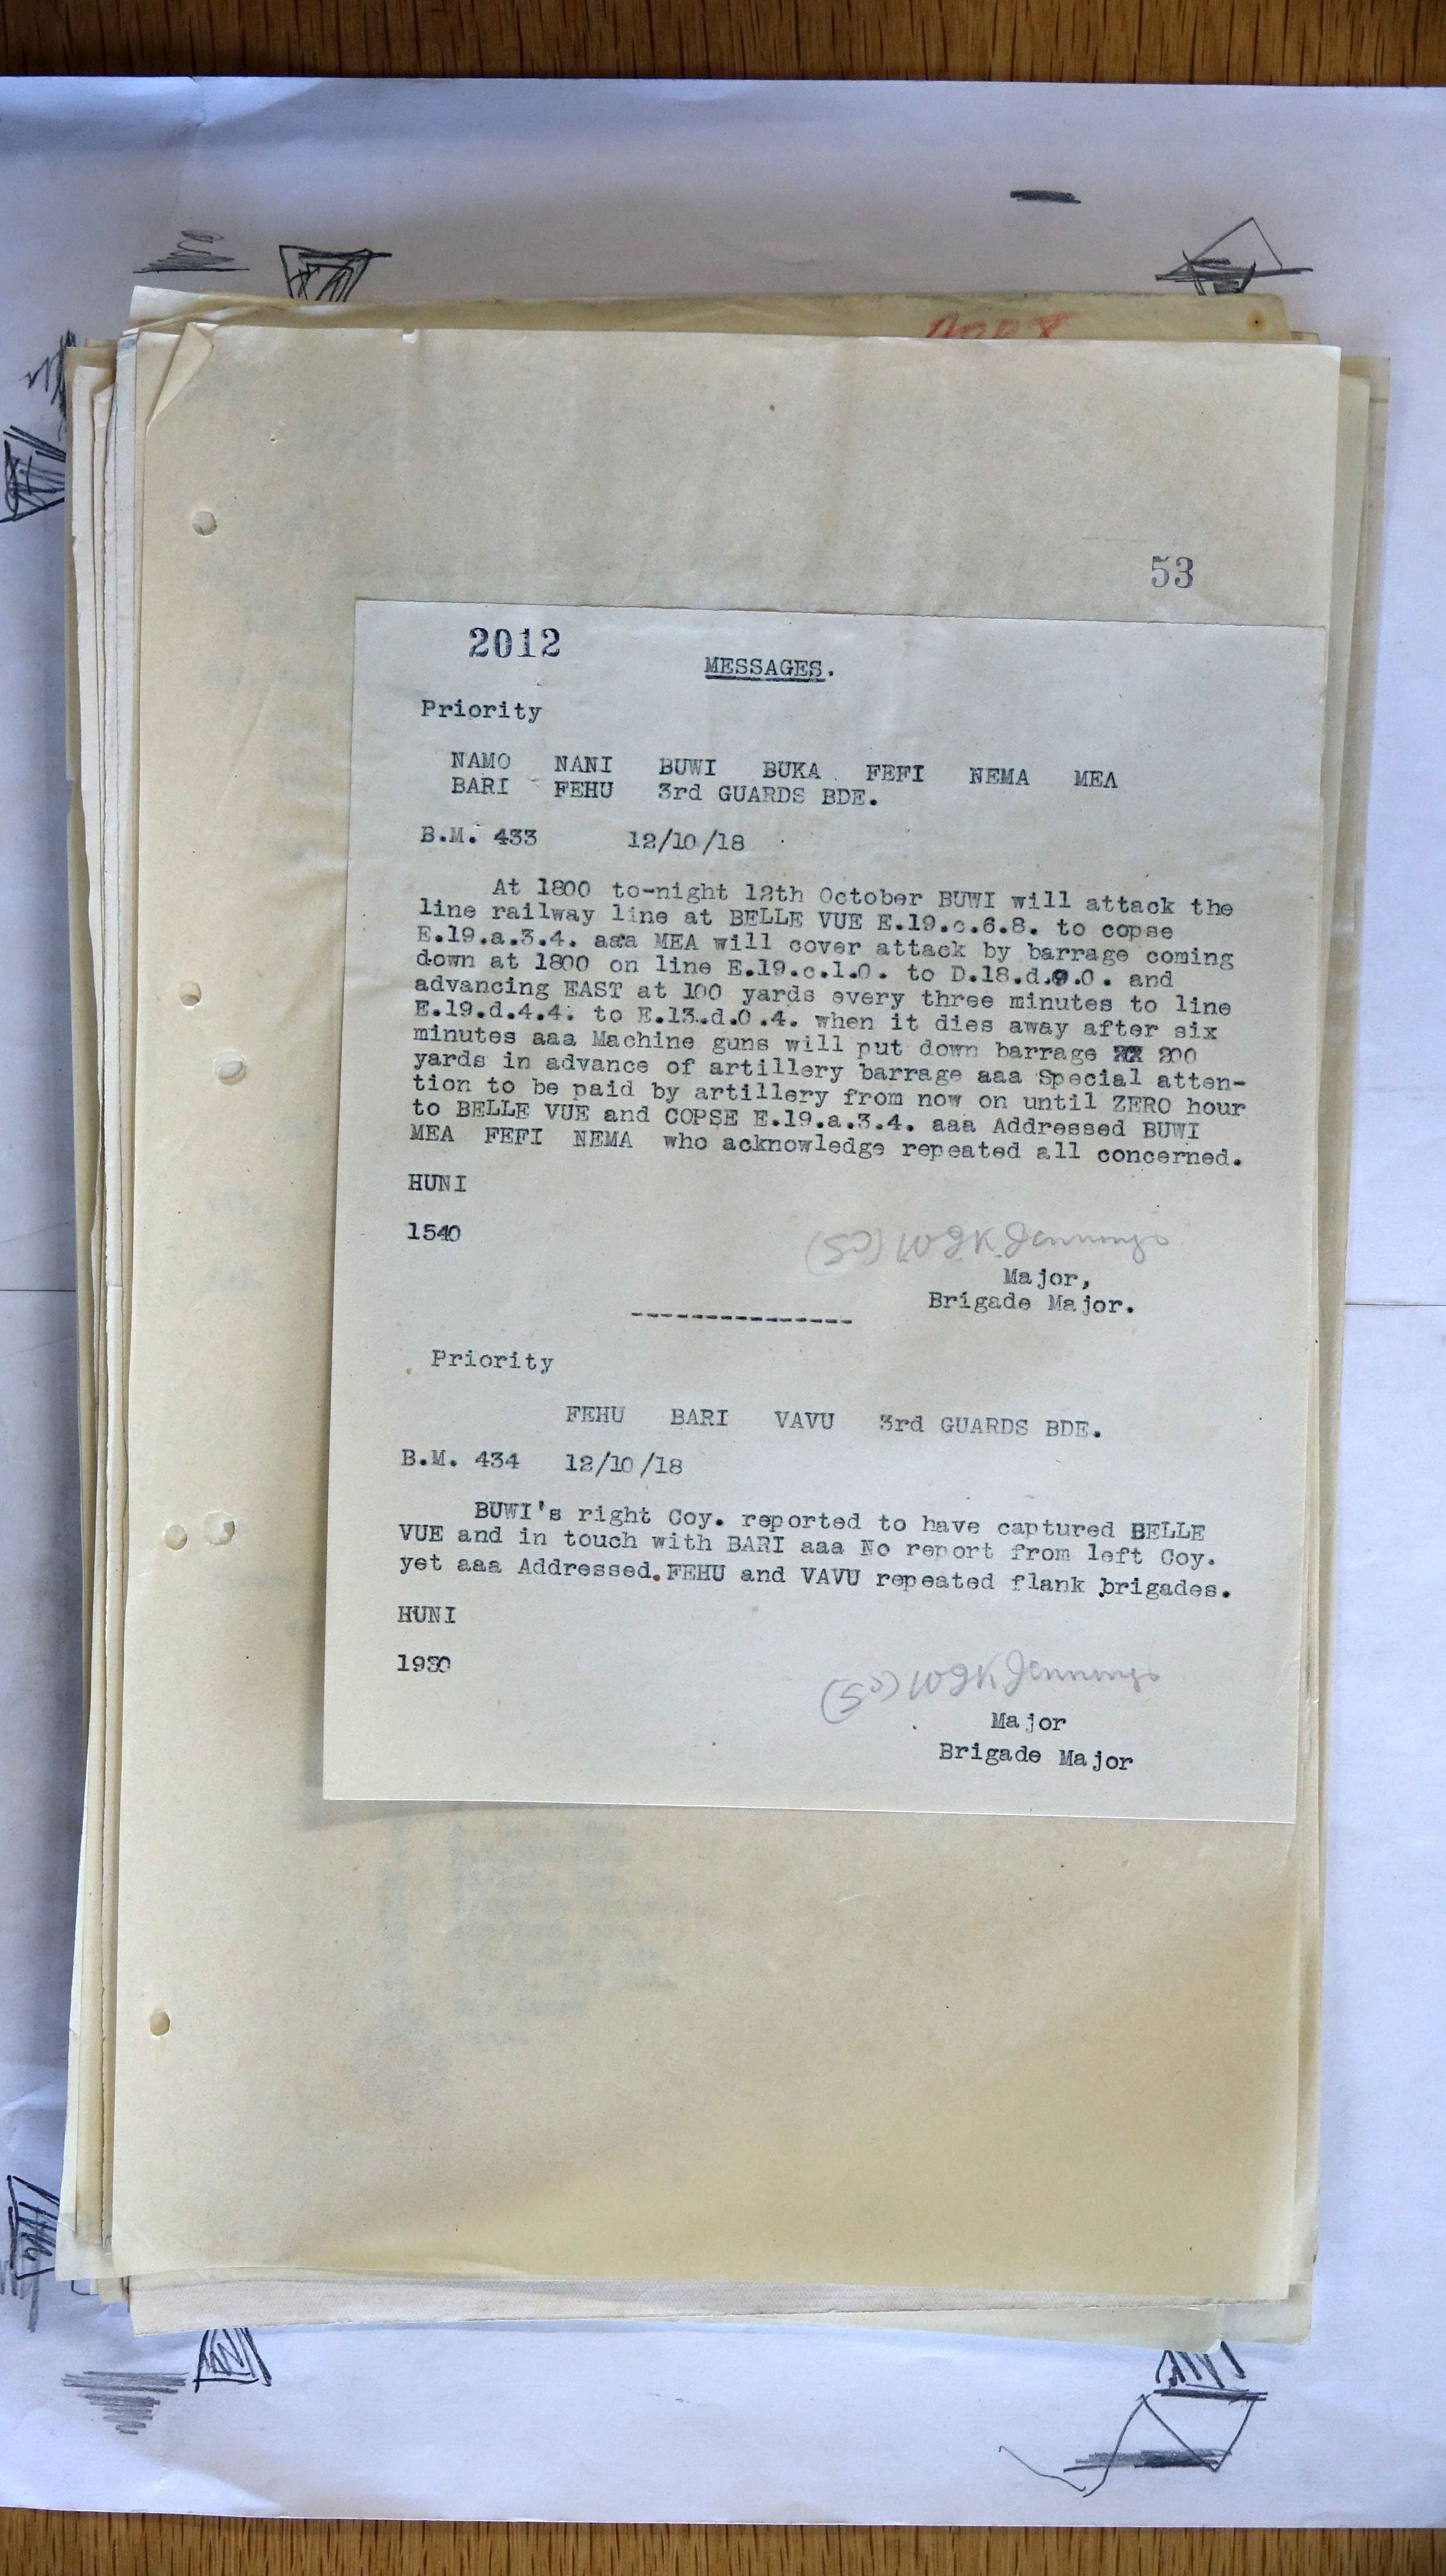 53
2012
MESSAGES.
Priority
NAMO NANI BUWI BUKA FEFI NEMA MEA
BARI FEHU 3rd GUARDS BDE.
B.M. 433 12/10/18
At 1800 to-night 12th October BUWI will attack the
line railway line at BELLE VUE E.19.c.6.8. to copse
E.19.a.3.4. aaa MEA will cover attack by barrage coming
down at 1800 on line E.19.c.1.0. to D.18.d.9.0. and
advancing EAST at 100 yards every three minutes to line
E.19.d.4.4. to E.13.d.0.4. when it dies away after six
minutes aaa Machine guns will put down barrage 200
yards in advance of artillery barrage aaa Special atten-
tion to be paid by artillery from now on until ZERO hour
to BELLE VUE and COPSE E.19.a.3.4. aaa Addressed BUWI
MEA FEFI NEMA who acknowledge repeated all concerned.
HUNI
1540
(Sd) W I K Jennings
Major,
Brigade Major.
---------------
Priority
FEHU BARI VAVU 3rd GUARDS BDE.
B.M. 434 12/10/18
BUWI's right Coy. reported to have captured BELLE
VUE and in touch with BARI aaa No report from left Coy.
yet aaa Addressed.FEHU and VAVU repeated flank brigades.
HUNI
1930
(Sd) W I K Jennings
Major
Brigade Major